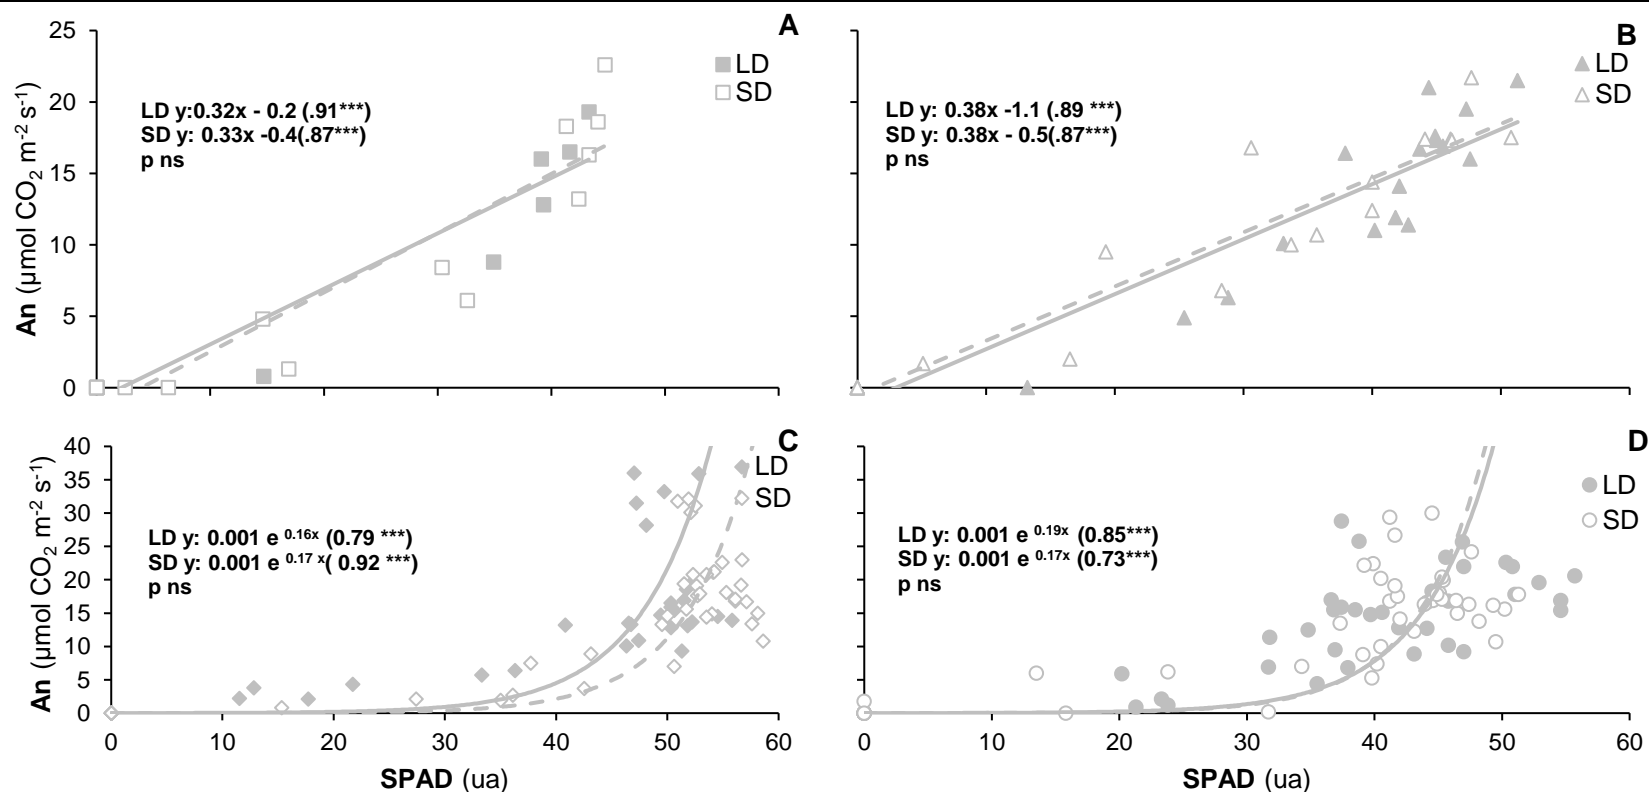 A
B
25
20
15
10
5
0
An (µmol CO2 m-2 s-1)
LD
SD
LD y:0.32x - 0.2 (.91***)
SD y: 0.33x -0.4(.87***)
p ns
LD
SD
LD y: 0.38x -1.1 (.89 ***)
SD y: 0.38x - 0.5(.87***)
p ns
C
D
40
35
30
25
20
15
10
5
0
An (µmol CO2 m-2 s-1)
LD
SD
LD y: 0.001 e 0.16x (0.79 ***)
SD y: 0.001 e 0.17 x( 0.92 ***)
p ns
LD
SD
LD y: 0.001 e 0.19x (0.85***)
SD y: 0.001 e 0.17x (0.73***)
p ns
0 10 20 30 40 50 60
0 10 20 30 40 50 60
SPAD (ua)
SPAD (ua)